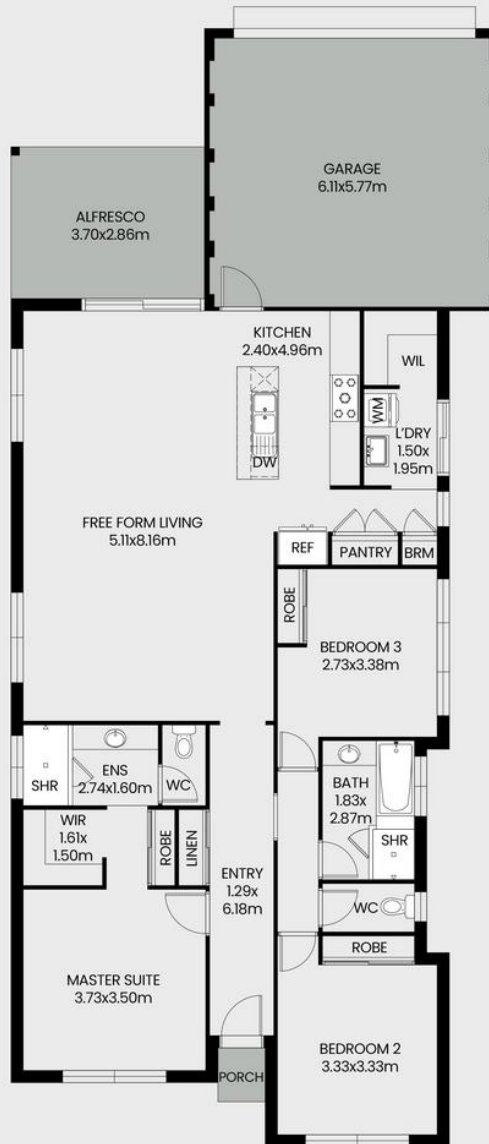 GARAGE
6.11x5.77m
ALFRESCO
3.70x2.86m
KITCHEN
2.40x4.96m
WIL
WM
L'DRY
1.50x
1.95m
DW
FREE FORM LIVING
5.11x8.16m
REF
PANTRY
BRM
ROBE
BEDROOM 3
2.73x3.38m
SHR
ENS
2.74x1.60m
WC
BATH
1.83x
2.87m
SHR
WIR
1.61x
1.50m
ROBE
LINEN
ENTRY
1.29x
6.18m
WC
ROBE
MASTER SUITE
3.73x3.50m
BEDROOM 2
3.33x3.33m
PORCH